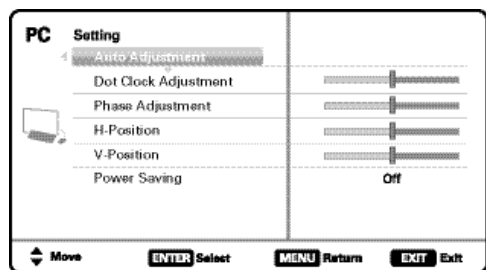 PC Setting
Auto Adjustment
Dot Clock Adjustment
Phase Adjustment
H-Position
V-Position
Power Saving Off
Move ENTER Select MENU Return EXIT Exit